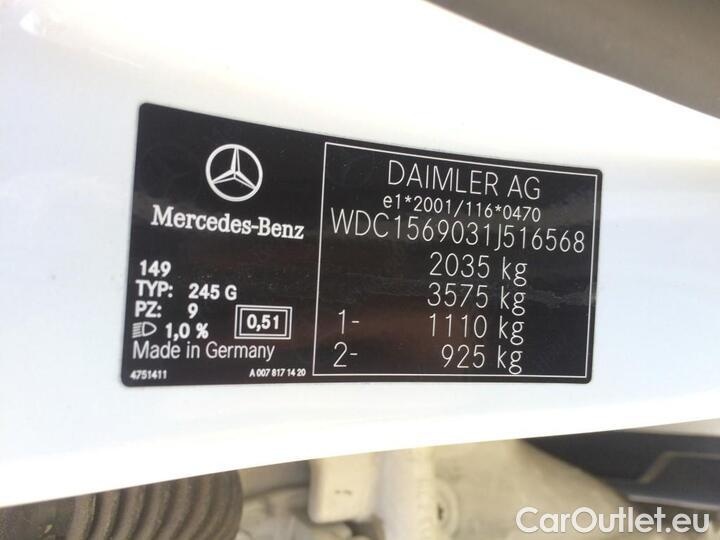 Mercedes-Benz
149
TYP: 245 G
PZ: 9
1,0 %
0,51
Made in Germany
4751411
A 007 817 14 20
DAIMLER AG
e1*2001/116*0470
WDC1569031J516568
2035 kg
3575 kg
1- 1110 kg
2- 925 kg
CarOutlet.eu